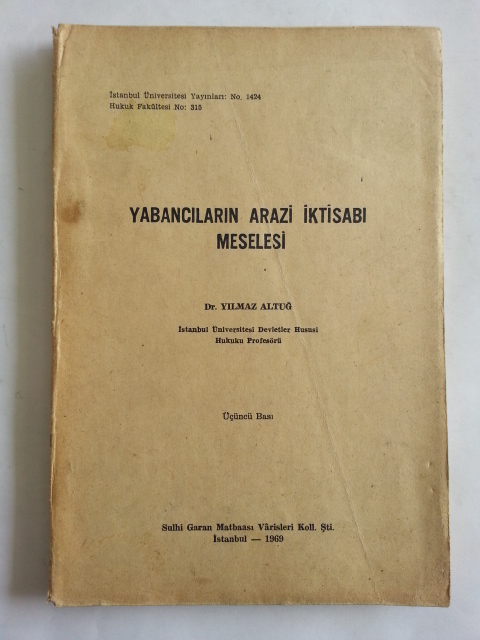 İstanbul Üniversitesi Yayınları: No. 1424
Hukuk Fakültesi No: 315
YABANCILARIN ARAZİ İKTİSABI
MESELESİ
Dr. YILMAZ ALTUĞ
İstanbul Üniversitesi Devletler Hususi
Hukuku Profesörü
Üçüncü Bası
Sulhi Garan Matbaası Vârisleri Koll. Şti.
İstanbul — 1969